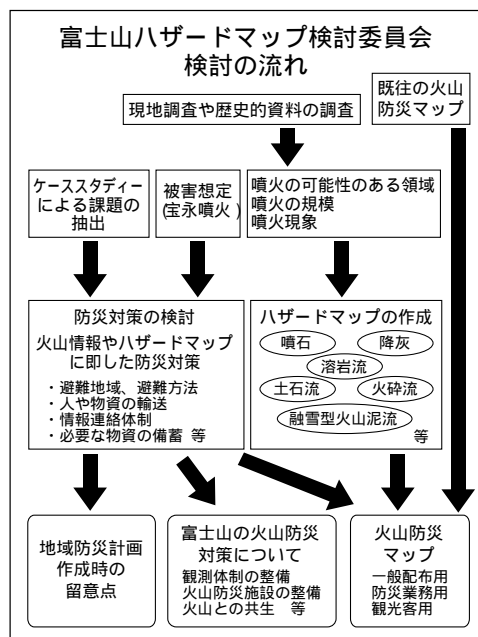 富士山ハザードマップ検討委員会
検討の流れ
既往の火山
防災マップ
現地調査や歴史的資料の調査
ケーススタディー
による課題の
抽出
被害想定
(宝永噴火)
噴火の可能性のある領域
噴火の規模
噴火現象
防災対策の検討
火山情報やハザードマップ
に即した防災対策
・避難地域、避難方法
・人や物資の輸送
・情報連絡体制
・必要な物資の備蓄 等
ハザードマップの作成
噴石
降灰
溶岩流
土石流
火砕流
融雪型火山泥流
等
地域防災計画
作成時の
留意点
富士山の火山防災
対策について
観測体制の整備
火山防災施設の整備
火山との共生 等
火山防災
マップ
一般配布用
防災業務用
観光客用